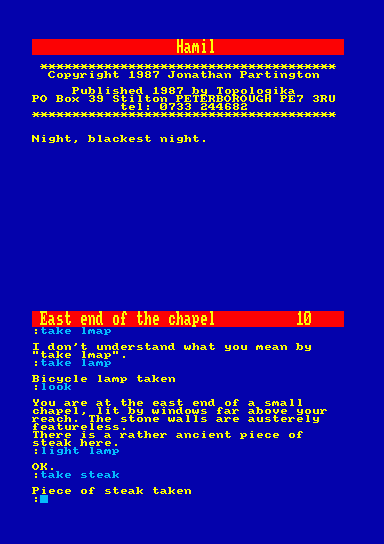 Hamil
**************************************
Copyright 1987 Jonathan Partington
Published 1987 by Topologika
PO Box 39 Stilton PETERBOROUGH PE7 3RU
tel: 0733 244682
**************************************
Night, blackest night.
East end of the chapel 10
:take lmap
I don't understand what you mean by
"take lmap".
:take lamp
Bicycle lamp taken
:look
You are at the east end of a small
chapel, lit by windows far above your
reach. The stone walls are austerely
featureless.
There is a rather ancient piece of
steak here.
:light lamp
OK.
:take steak
Piece of steak taken
: